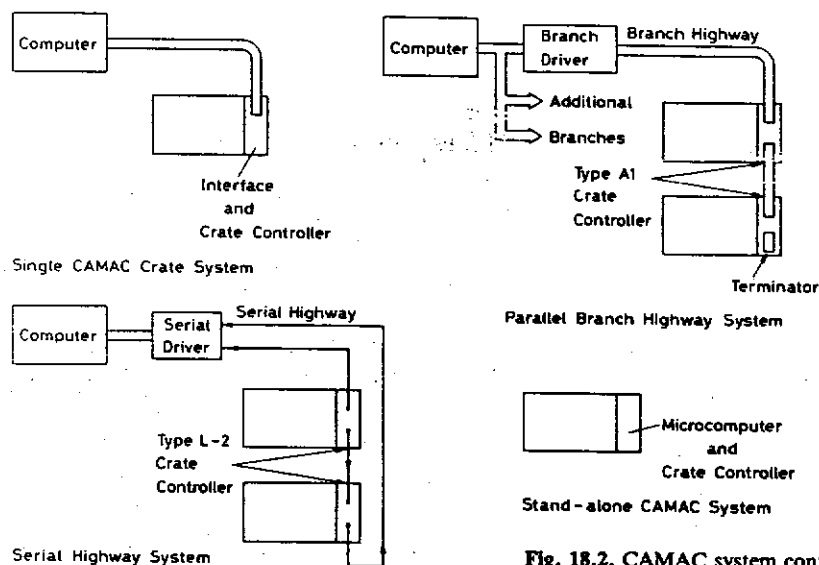 Computer
Interface
and
Crate Controller
Single CAMAC Crate System
Computer
Branch
Driver
Branch Highway
Additional
Branches
Type A1
Crate
Controller
Terminator
Parallel Branch Highway System
Computer
Serial
Driver
Serial Highway
Type L-2
Crate
Controller
Serial Highway System
Microcomputer
and
Crate Controller
Stand-alone CAMAC System
Fig. 18.2. CAMAC system con